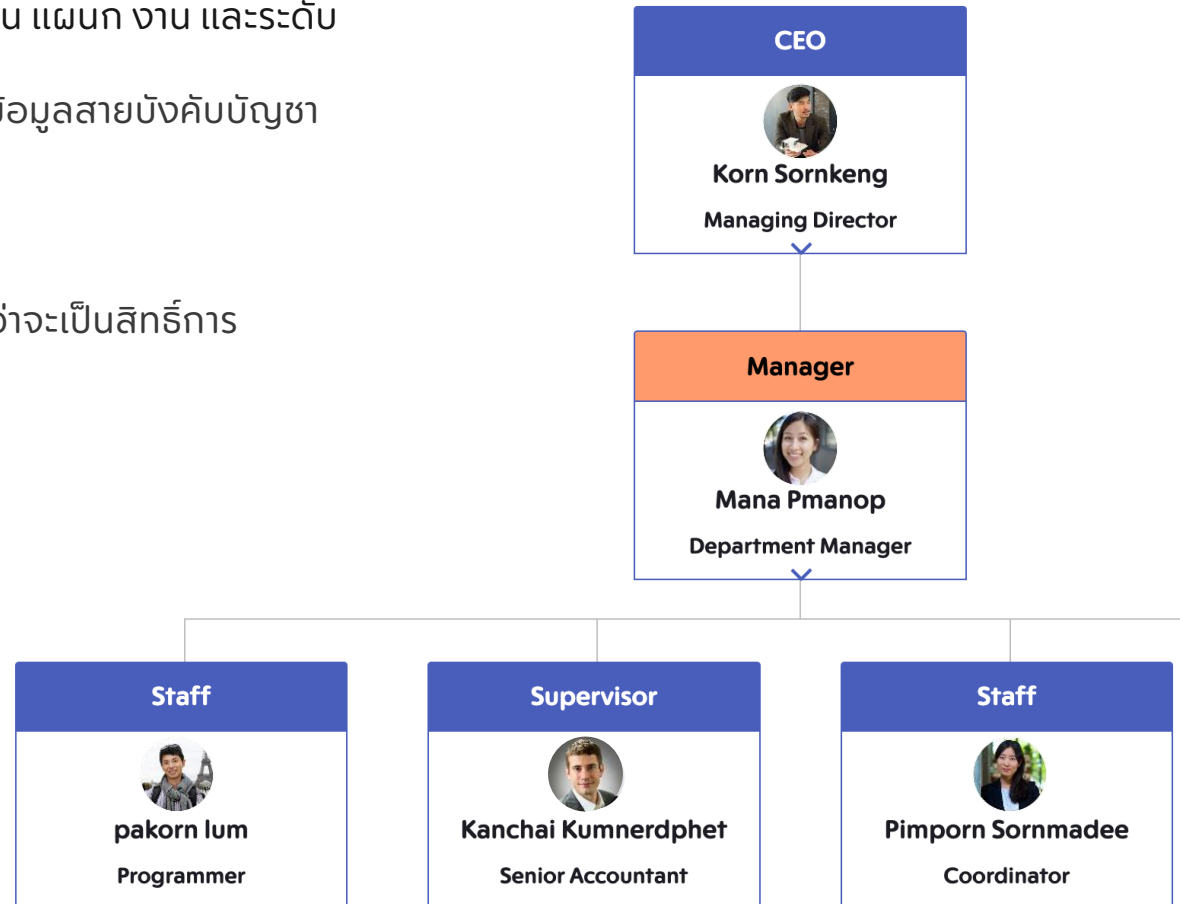 น แผนก งาน และระดับ
ข้อมูลสายบังคับบัญชา
ว่าจะเป็นสิทธิ์การ
CEO
Korn Sornkeng
Managing Director
Manager
Mana Pmanop
Department Manager
Staff
pakorn lum
Programmer
Supervisor
Kanchai Kumnerdphet
Senior Accountant
Staff
Pimporn Sornmadee
Coordinator